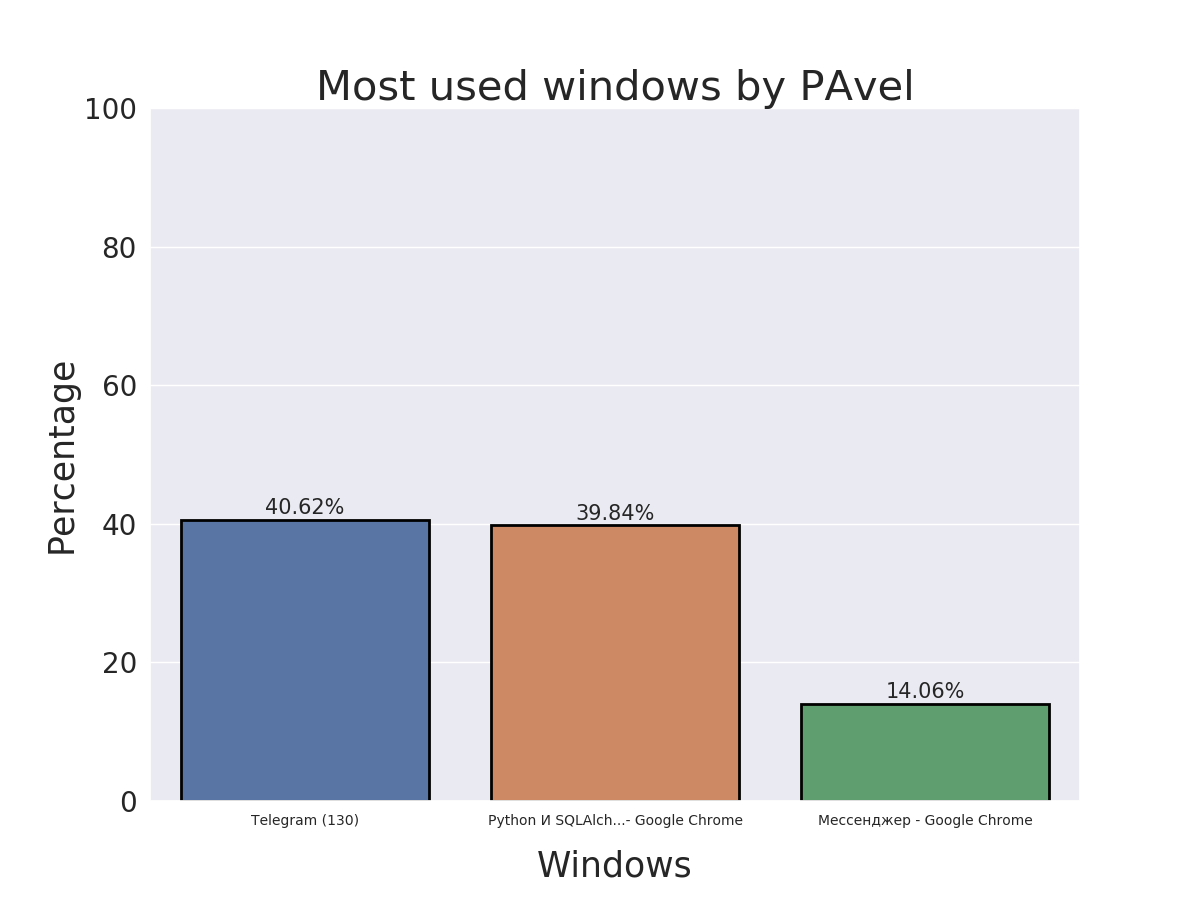 Most used windows by PAvel
100
80
60
40
20
0
Percentage
40.62%
39.84%
14.06%
Telegram (130)
Python И SQLAlch...- Google Chrome
Мессенджер - Google Chrome
Windows